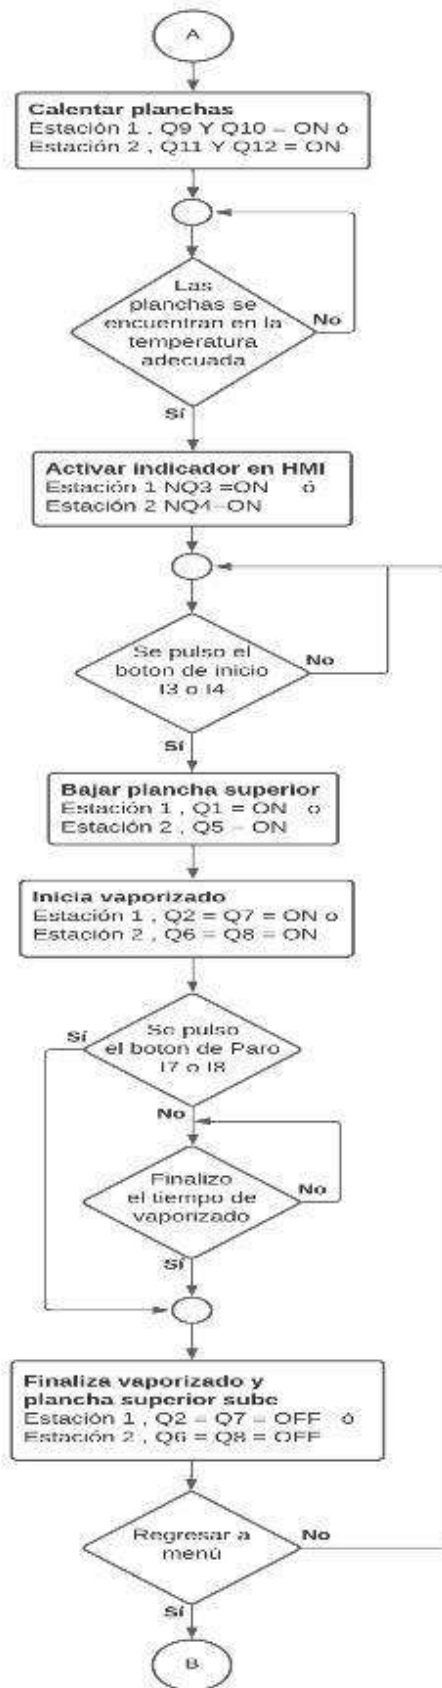 A
Calentar planchas
Estación 1 , Q9 Y Q10 = ON ó
Estación 2 , Q11 Y Q12 = ON
Las
planchas se
encuentran en la
temperatura
adecuada
No
Sí
Activar indicador en HMI
Estación 1 NQ3 =ON ó
Estación 2 NQ4=ON
Se pulso el
boton de inicio
I3 o I4
No
Sí
Bajar plancha superior
Estación 1 , Q1 = ON o
Estación 2 , Q5 = ON
Inicia vaporizado
Estación 1 , Q2 = Q7 = ON o
Estación 2 , Q6 = Q8 = ON
Sí
Se pulso
el boton de Paro
I7 o I8
No
Finalizo
el tiempo de
vaporizado
No
Sí
Finaliza vaporizado y
plancha superior sube
Estación 1 , Q2 = Q7 = OFF ó
Estación 2 , Q6 = Q8 = OFF
Regresar a
menú
No
Sí
B